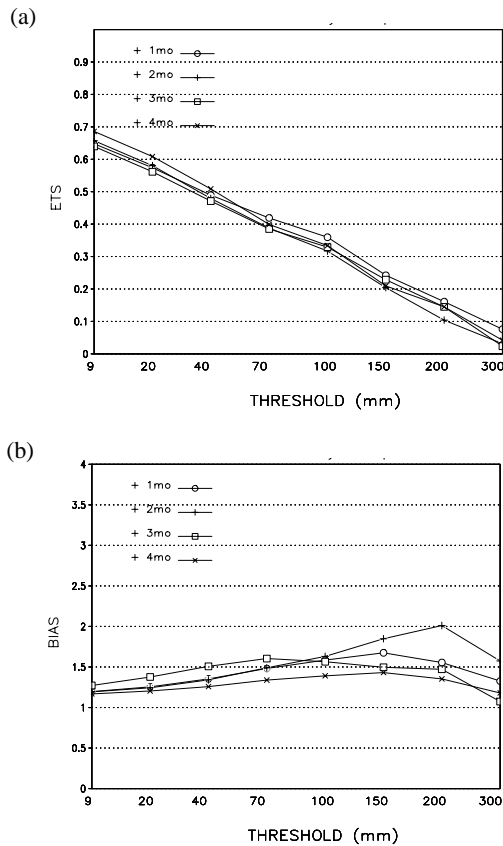 (a)
+ 1mo
+ 2mo
+ 3mo
+ 4mo
0.9
0.8
0.7
0.6
0.5
0.4
0.3
0.2
0.1
0
ETS
9 20 40 70 100 150 200 300
THRESHOLD (mm)
(b)
+ 1mo
+ 2mo
+ 3mo
+ 4mo
4
3.5
3
2.5
2
1.5
1
0.5
0
BIAS
9 20 40 70 100 150 200 300
THRESHOLD (mm)